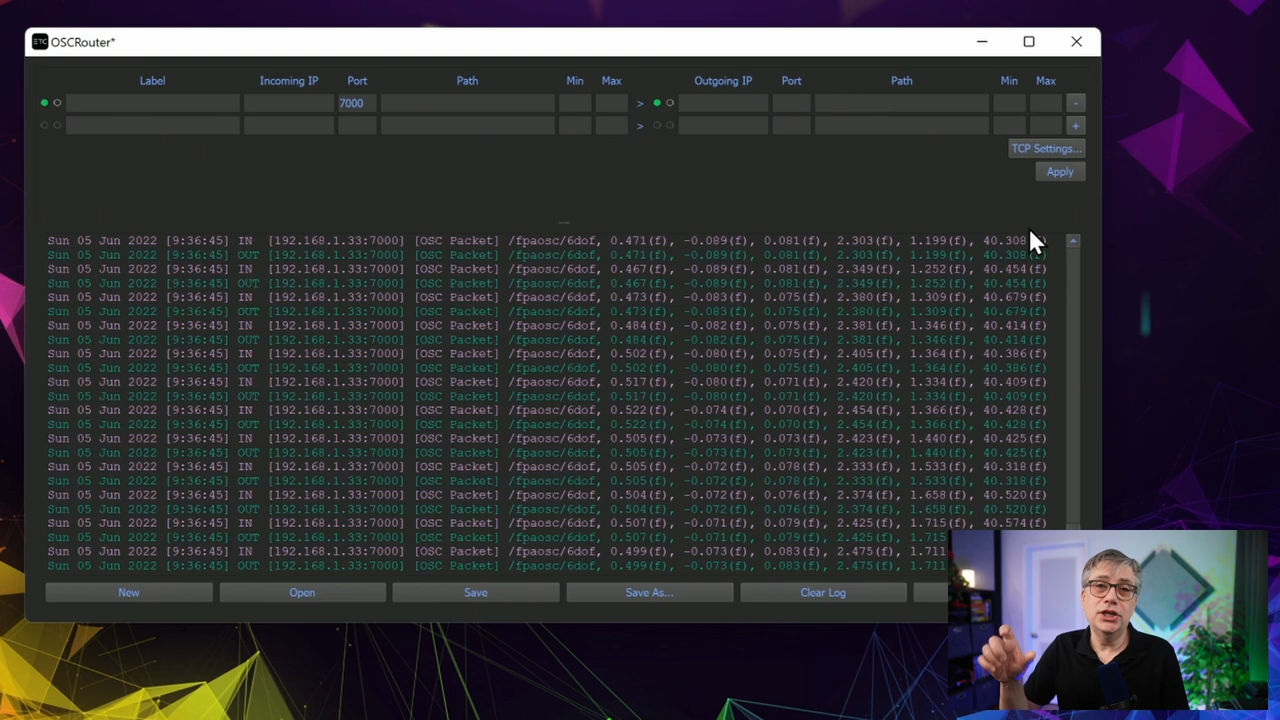 ETC OSCRouter*
Label Incoming IP Port Path Min Max Outgoing IP Port Path Min Max
7000 > -
> +
TCP Settings...
Apply
Sun 05 Jun 2022 [9:36:45] IN [192.168.1.33:7000] [OSC Packet] /fpaosc/6dof, 0.471(f), -0.089(f), 0.081(f), 2.303(f), 1.199(f), 40.308
Sun 05 Jun 2022 [9:36:45] OUT [192.168.1.33:7000] [OSC Packet] /fpaosc/6dof, 0.471(f), -0.089(f), 0.081(f), 2.303(f), 1.199(f), 40.308(f)
Sun 05 Jun 2022 [9:36:45] IN [192.168.1.33:7000] [OSC Packet] /fpaosc/6dof, 0.467(f), -0.089(f), 0.081(f), 2.349(f), 1.252(f), 40.454(f)
Sun 05 Jun 2022 [9:36:45] OUT [192.168.1.33:7000] [OSC Packet] /fpaosc/6dof, 0.467(f), -0.089(f), 0.081(f), 2.349(f), 1.252(f), 40.454(f)
Sun 05 Jun 2022 [9:36:45] IN [192.168.1.33:7000] [OSC Packet] /fpaosc/6dof, 0.473(f), -0.083(f), 0.075(f), 2.380(f), 1.309(f), 40.679(f)
Sun 05 Jun 2022 [9:36:45] OUT [192.168.1.33:7000] [OSC Packet] /fpaosc/6dof, 0.473(f), -0.083(f), 0.075(f), 2.380(f), 1.309(f), 40.679(f)
Sun 05 Jun 2022 [9:36:45] IN [192.168.1.33:7000] [OSC Packet] /fpaosc/6dof, 0.484(f), -0.082(f), 0.075(f), 2.381(f), 1.346(f), 40.414(f)
Sun 05 Jun 2022 [9:36:45] OUT [192.168.1.33:7000] [OSC Packet] /fpaosc/6dof, 0.484(f), -0.082(f), 0.075(f), 2.381(f), 1.346(f), 40.414(f)
Sun 05 Jun 2022 [9:36:45] IN [192.168.1.33:7000] [OSC Packet] /fpaosc/6dof, 0.502(f), -0.080(f), 0.075(f), 2.405(f), 1.364(f), 40.386(f)
Sun 05 Jun 2022 [9:36:45] OUT [192.168.1.33:7000] [OSC Packet] /fpaosc/6dof, 0.502(f), -0.080(f), 0.075(f), 2.405(f), 1.364(f), 40.386(f)
Sun 05 Jun 2022 [9:36:45] IN [192.168.1.33:7000] [OSC Packet] /fpaosc/6dof, 0.517(f), -0.080(f), 0.071(f), 2.420(f), 1.334(f), 40.409(f)
Sun 05 Jun 2022 [9:36:45] OUT [192.168.1.33:7000] [OSC Packet] /fpaosc/6dof, 0.517(f), -0.080(f), 0.071(f), 2.420(f), 1.334(f), 40.409(f)
Sun 05 Jun 2022 [9:36:45] IN [192.168.1.33:7000] [OSC Packet] /fpaosc/6dof, 0.522(f), -0.074(f), 0.070(f), 2.454(f), 1.366(f), 40.428(f)
Sun 05 Jun 2022 [9:36:45] OUT [192.168.1.33:7000] [OSC Packet] /fpaosc/6dof, 0.522(f), -0.074(f), 0.070(f), 2.454(f), 1.366(f), 40.428(f)
Sun 05 Jun 2022 [9:36:45] IN [192.168.1.33:7000] [OSC Packet] /fpaosc/6dof, 0.505(f), -0.073(f), 0.073(f), 2.423(f), 1.440(f), 40.425(f)
Sun 05 Jun 2022 [9:36:45] OUT [192.168.1.33:7000] [OSC Packet] /fpaosc/6dof, 0.505(f), -0.073(f), 0.073(f), 2.423(f), 1.440(f), 40.425(f)
Sun 05 Jun 2022 [9:36:45] IN [192.168.1.33:7000] [OSC Packet] /fpaosc/6dof, 0.505(f), -0.072(f), 0.078(f), 2.333(f), 1.533(f), 40.318(f)
Sun 05 Jun 2022 [9:36:45] OUT [192.168.1.33:7000] [OSC Packet] /fpaosc/6dof, 0.505(f), -0.072(f), 0.078(f), 2.333(f), 1.533(f), 40.318(f)
Sun 05 Jun 2022 [9:36:45] IN [192.168.1.33:7000] [OSC Packet] /fpaosc/6dof, 0.504(f), -0.072(f), 0.076(f), 2.374(f), 1.658(f), 40.520(f)
Sun 05 Jun 2022 [9:36:45] OUT [192.168.1.33:7000] [OSC Packet] /fpaosc/6dof, 0.504(f), -0.072(f), 0.076(f), 2.374(f), 1.658(f), 40.520(f)
Sun 05 Jun 2022 [9:36:45] IN [192.168.1.33:7000] [OSC Packet] /fpaosc/6dof, 0.507(f), -0.071(f), 0.079(f), 2.425(f), 1.715(f), 40.574(f)
Sun 05 Jun 2022 [9:36:45] OUT [192.168.1.33:7000] [OSC Packet] /fpaosc/6dof, 0.507(f), -0.071(f), 0.079(f), 2.425(f), 1.715
Sun 05 Jun 2022 [9:36:45] IN [192.168.1.33:7000] [OSC Packet] /fpaosc/6dof, 0.499(f), -0.073(f), 0.083(f), 2.475(f), 1.711
Sun 05 Jun 2022 [9:36:45] OUT [192.168.1.33:7000] [OSC Packet] /fpaosc/6dof, 0.499(f), -0.073(f), 0.083(f), 2.475(f), 1.711
New Open Save Save As... Clear Log